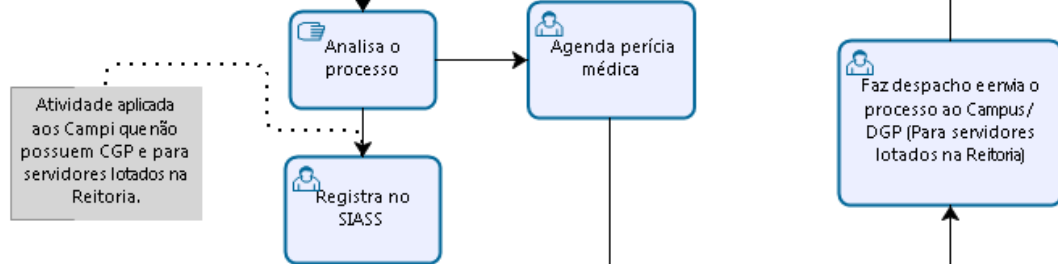 Analisa o
processo
Agenda perícia
médica
Faz despacho e envia o
processo ao Campus/
DGP (Para servidores
lotados na Reitoria)
Atividade aplicada
aos Campi que não
possuem CGP e para
servidores lotados na
Reitoria.
Registra no
SIASS